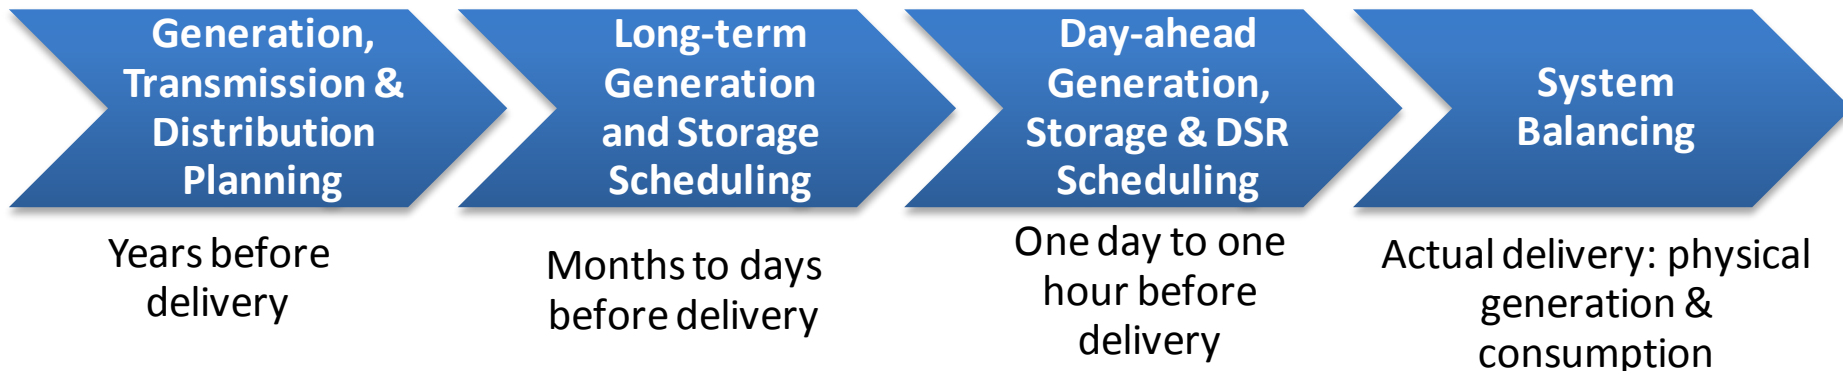 Generation,
Transmission &
Distribution
Planning
Years before
delivery
Long-term
Generation
and Storage
Scheduling
Months to days
before delivery
Day-ahead
Generation,
Storage & DSR
Scheduling
One day to one
hour before
delivery
System
Balancing
Actual delivery: physical
generation &
consumption